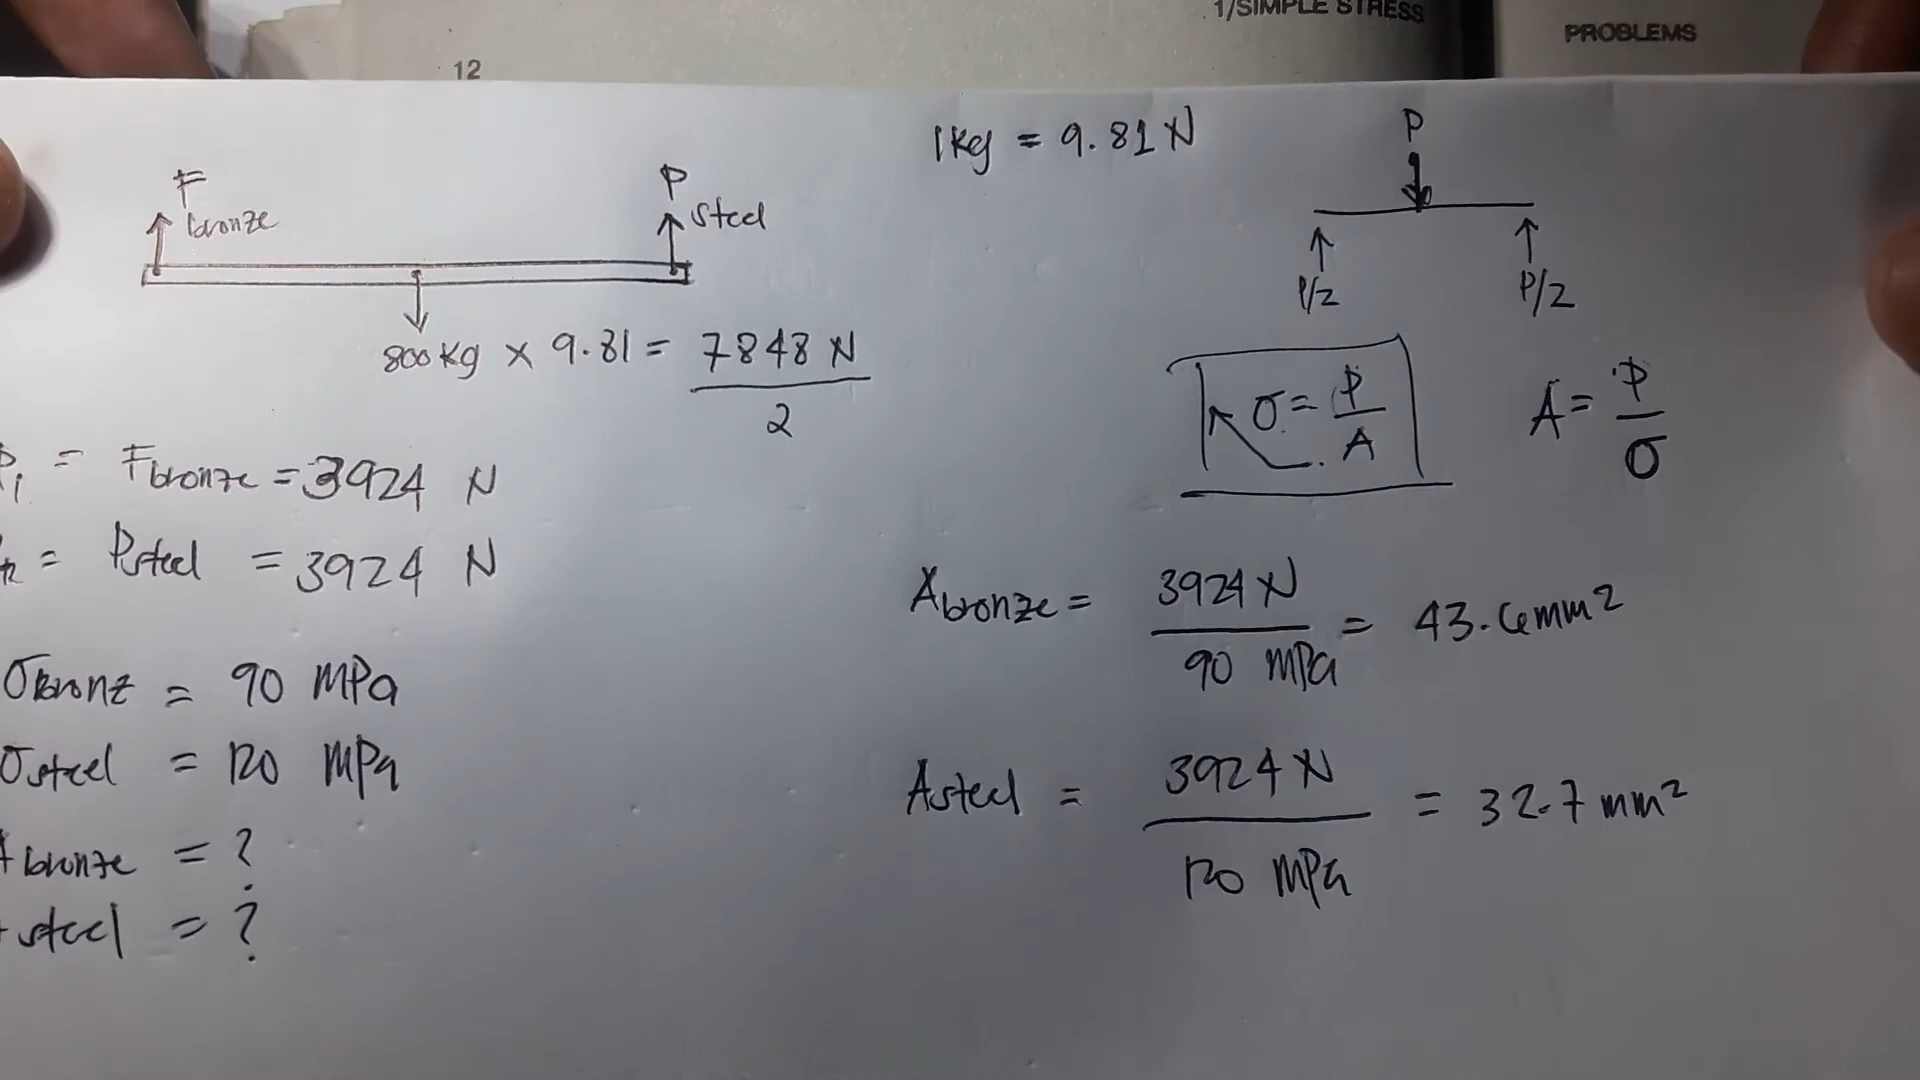 1/SIMPLE STRESS
PROBLEMS
12
1kg = 9.81 N
P
F bronze
P steel
P/2
P/2
800 kg x 9.81 = 7848 N / 2
σ = P / A
A = P / σ
P1 = Fbronze = 3924 N
= Psteel = 3924 N
Abronze = 3924 N / 90 MPa = 43.6 mm²
σbronz = 90 MPa
σsteel = 120 MPa
Asteel = 3924 N / 120 MPa = 32.7 mm²
Abronze = ?
steel = ?